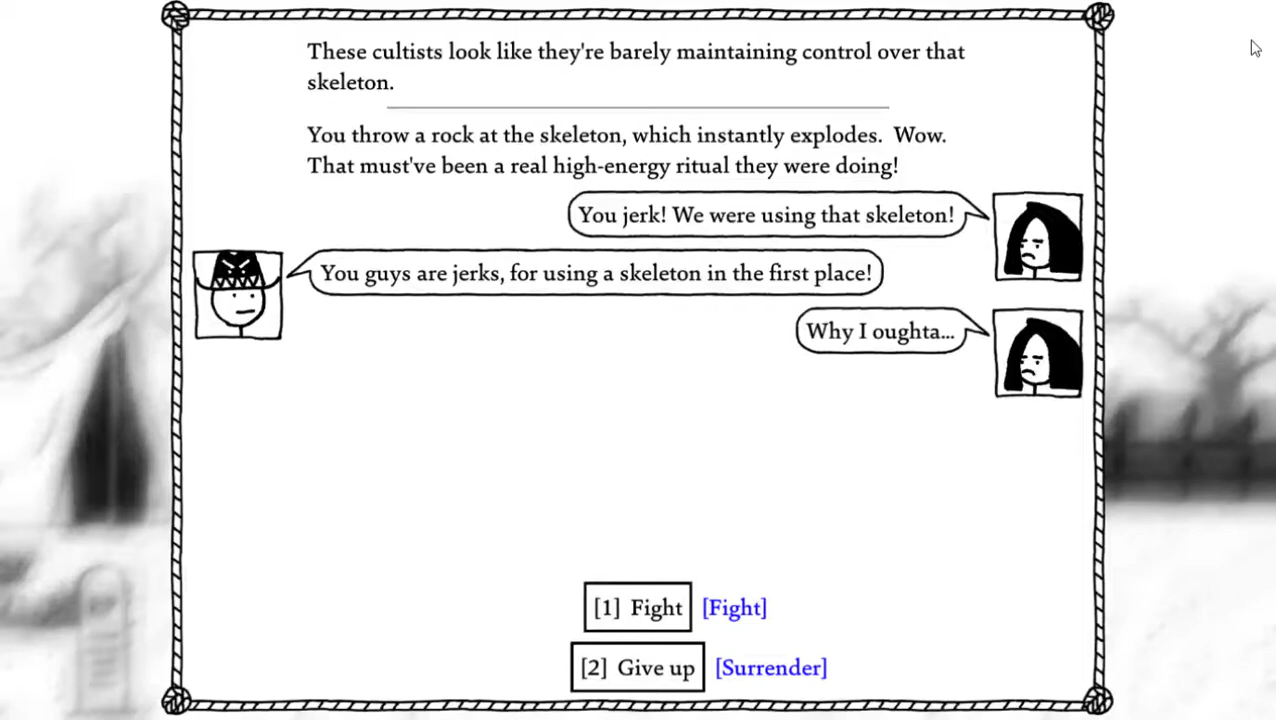 These cultists look like they're barely maintaining control over that
skeleton.
You throw a rock at the skeleton, which instantly explodes.  Wow.
That must've been a real high-energy ritual they were doing!
You jerk! We were using that skeleton!
You guys are jerks, for using a skeleton in the first place!
Why I oughta...
[1] Fight [Fight]
[2] Give up [Surrender]